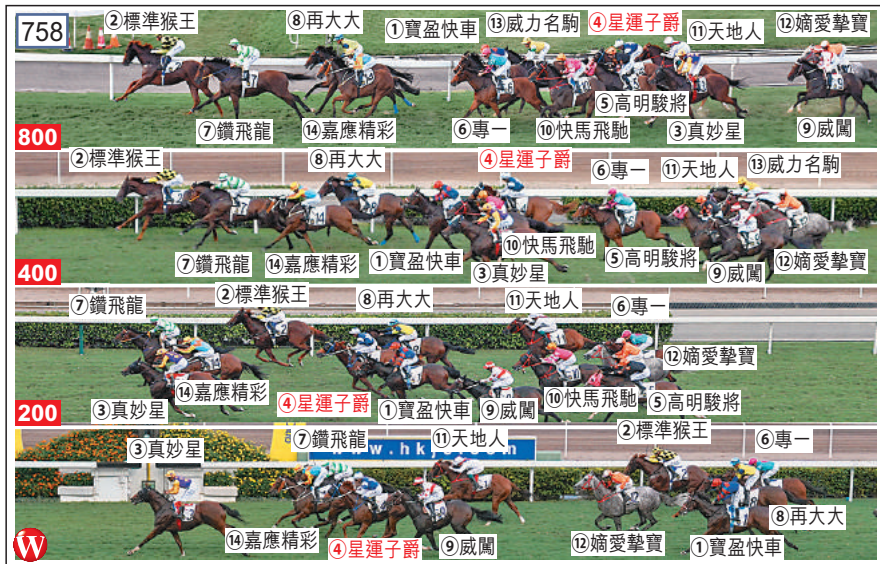 758
②標準猴王
⑧再大大
①寶盈快車
⑬威力名駒
④星運子爵
⑪天地人
⑫嫡愛摯寶
⑦鑽飛龍
⑭嘉應精彩
⑥專一
⑩快馬飛馳
⑤高明駿將
③真妙星
⑨威闖
800
②標準猴王
⑧再大大
④星運子爵
⑥專一
⑪天地人
⑬威力名駒
⑦鑽飛龍
⑭嘉應精彩
①寶盈快車
③真妙星
⑩快馬飛馳
⑤高明駿將
⑨威闖
⑫嫡愛摯寶
400
⑦鑽飛龍
②標準猴王
⑧再大大
⑪天地人
⑥專一
⑫嫡愛摯寶
③真妙星
⑭嘉應精彩
④星運子爵
①寶盈快車
⑨威闖
⑩快馬飛馳
⑤高明駿將
200
③真妙星
⑦鑽飛龍
⑪天地人
②標準猴王
⑥專一
⑭嘉應精彩
④星運子爵
⑨威闖
⑫嫡愛摯寶
①寶盈快車
⑧再大大
W